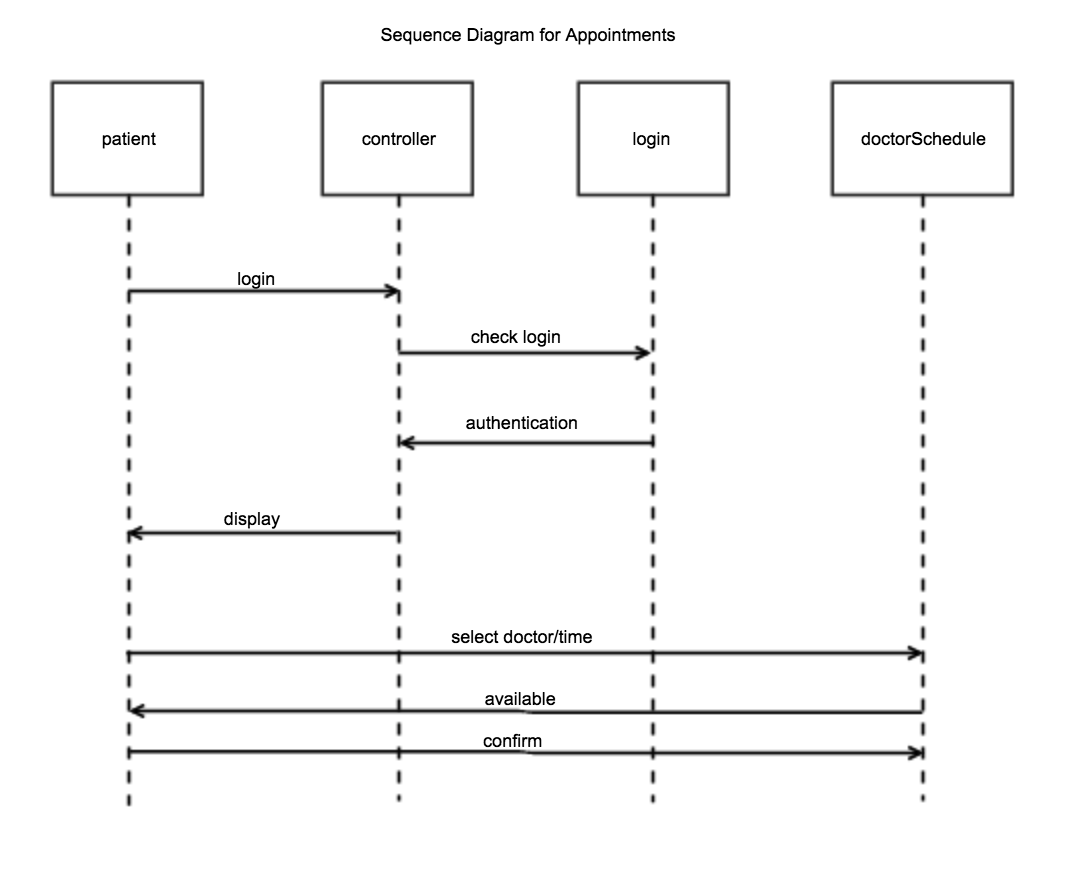 Sequence Diagram for Appointments
patient
controller
login
doctorSchedule
login
check login
authentication
display
select doctor/time
available
confirm